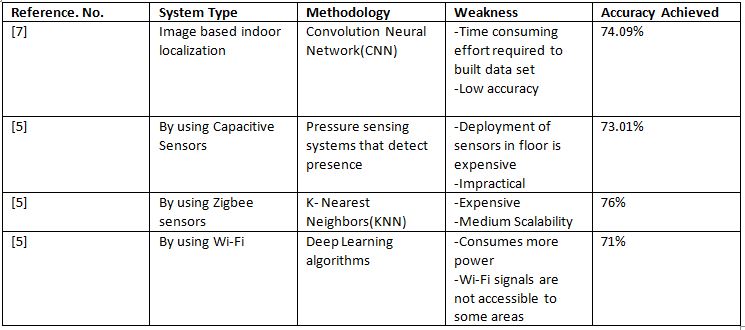 Reference. No. System Type Methodology Weakness Accuracy Achieved
[7] Image based indoor Convolution Neural -Time consuming 74.09%
localization Network(CNN) effort required to
built data set
-Low accuracy
[5] By using Capacitive Pressure sensing -Deployment of 73.01%
Sensors systems that detect sensors in floor is
presence expensive
-Impractical
[5] By using Zigbee K- Nearest -Expensive 76%
sensors Neighbors(KNN) -Medium Scalability
[5] By using Wi-Fi Deep Learning -Consumes more 71%
algorithms power
-Wi-Fi signals are
not accessible to
some areas